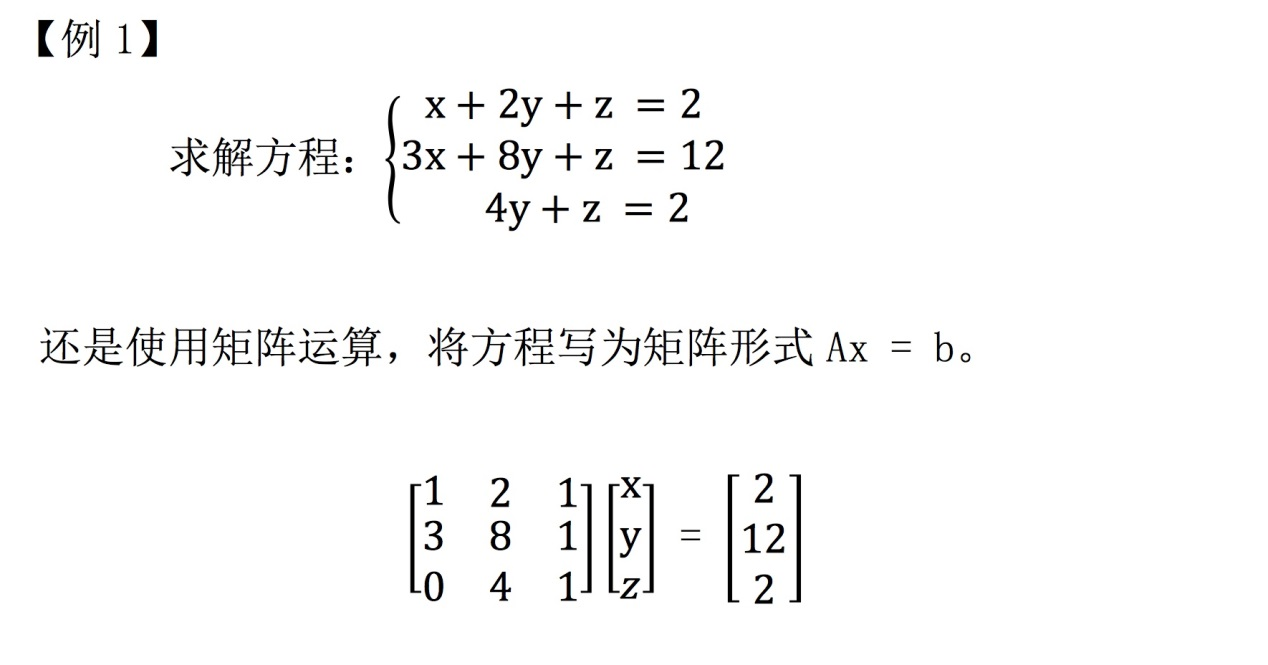 【例 1】
x + 2y + z = 2
求解方程: 3x + 8y + z = 12
4y + z = 2
还是使用矩阵运算，将方程写为矩阵形式 Ax = b。
1 2 1 x 2
3 8 1 y = 12
0 4 1 z 2